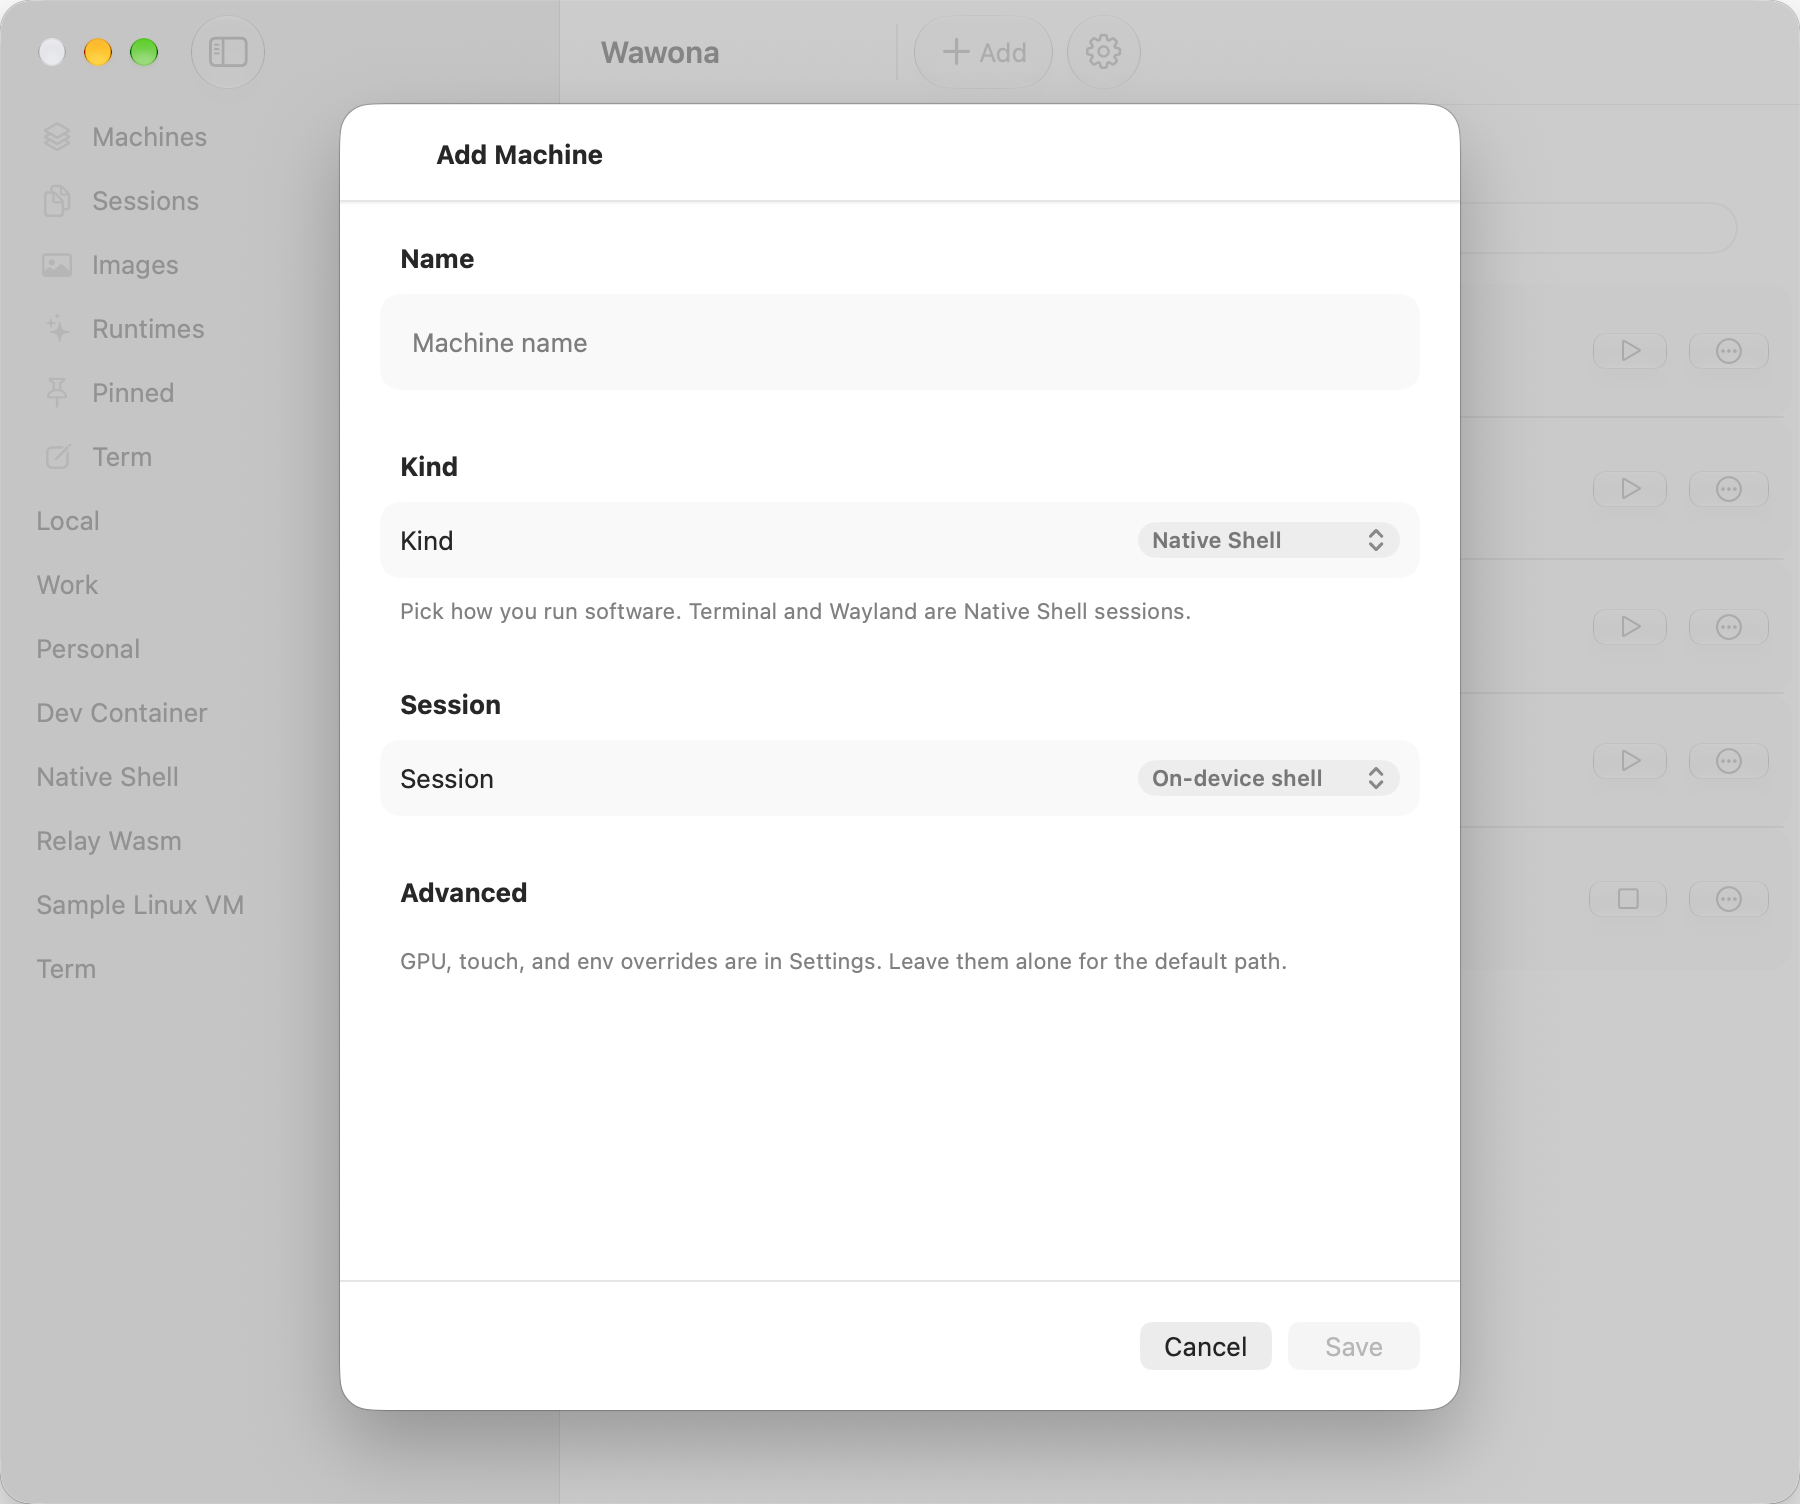 Wawona
Add
Machines
Sessions
Images
Runtimes
Pinned
Term
Local
Work
Personal
Dev Container
Native Shell
Relay Wasm
Sample Linux VM
Term
Add Machine
Name
Machine name
Kind
Kind
Native Shell
Pick how you run software. Terminal and Wayland are Native Shell sessions.
Session
Session
On-device shell
Advanced
GPU, touch, and env overrides are in Settings. Leave them alone for the default path.
Cancel
Save